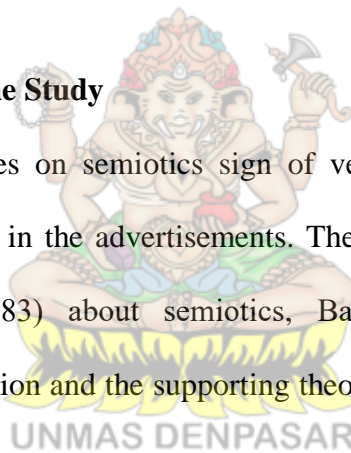 ne Study
es on semiotics sign of ve
in the advertisements. The
83) about semiotics, Ba
ion and the supporting theo
UNMAS DENPASAR